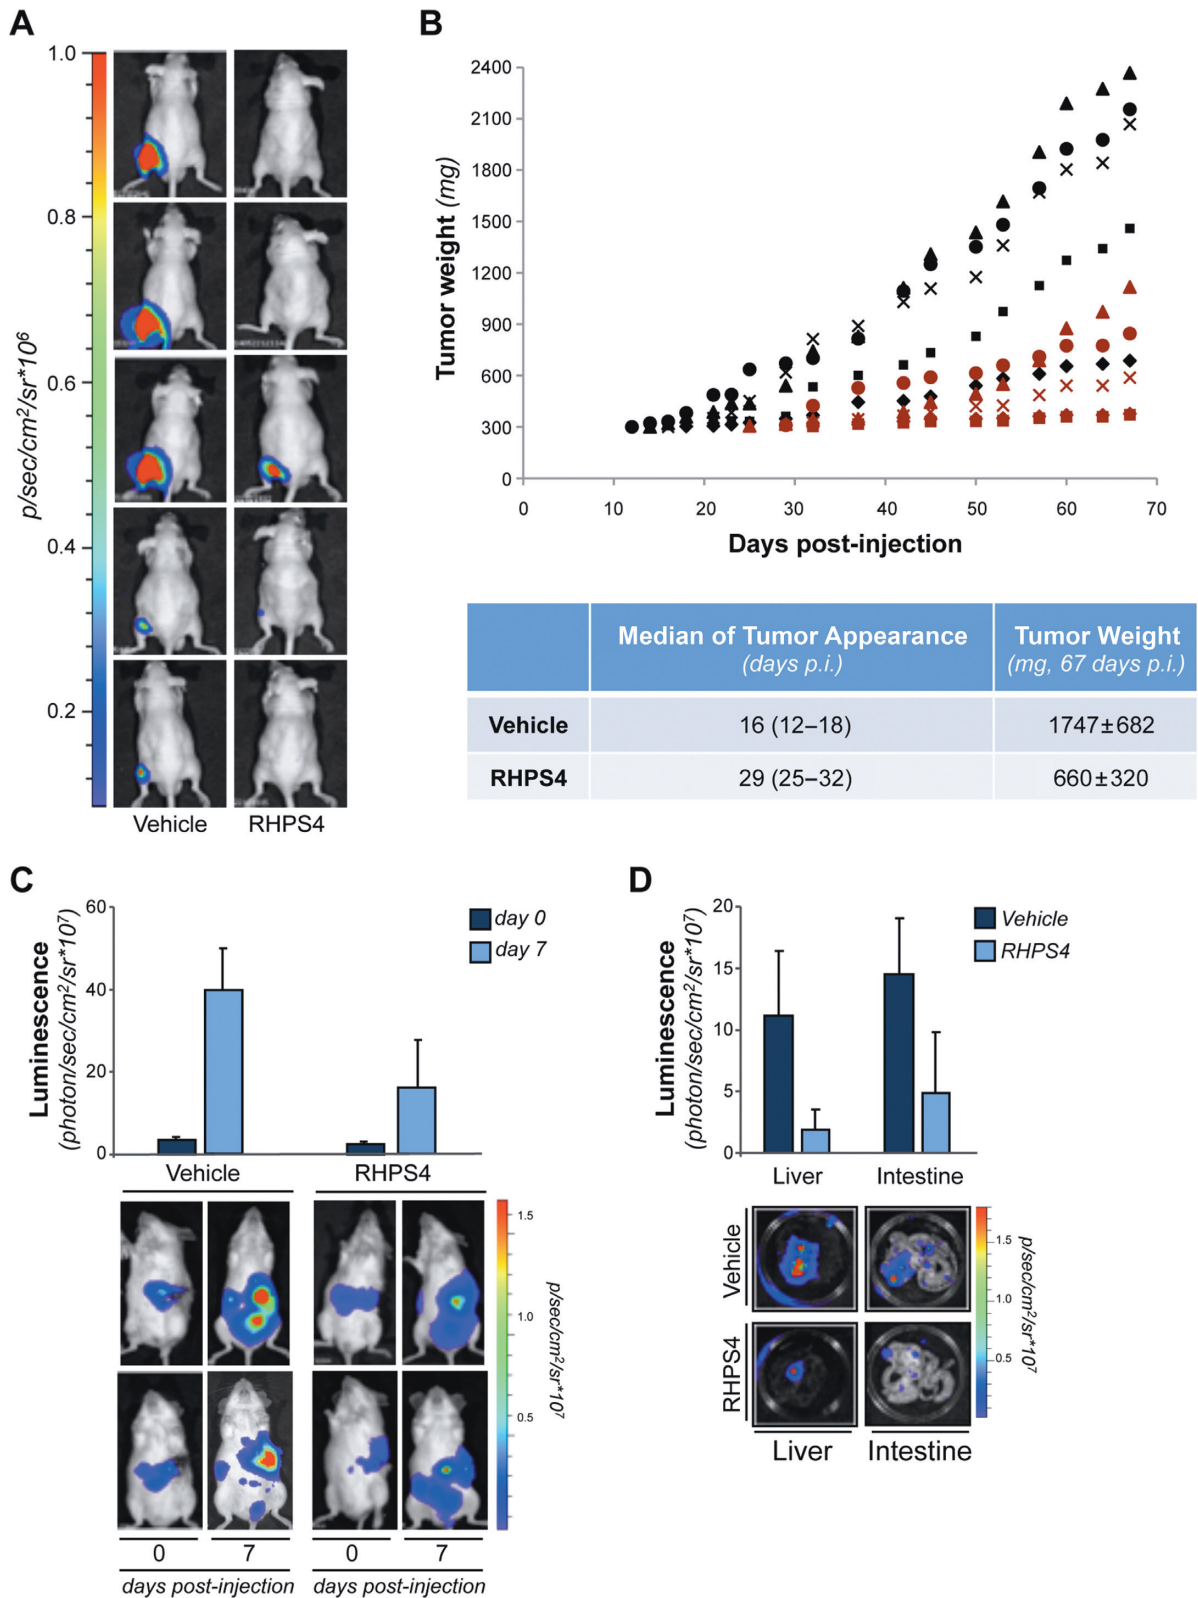 A
1.0
0.8
0.6
0.4
0.2
p/sec/cm²/sr*10⁶
Vehicle RHPS4
B
2400
2100
1800
1500
1200
900
600
300
0
Tumor weight (mg)
0 10 20 30 40 50 60 70
Days post-injection
Median of Tumor Appearance Tumor Weight
(days p.i.) (mg, 67 days p.i.)
Vehicle 16 (12–18) 1747±682
RHPS4 29 (25–32) 660±320
C
60
40
20
0
Luminescence
(photon/sec/cm²/sr*10⁷)
day 0
day 7
Vehicle RHPS4
1.5
1.0
0.5
p/sec/cm²/sr*10⁷
0 7 0 7
days post-injection days post-injection
D
20
15
10
5
0
Luminescence
(photon/sec/cm²/sr*10⁷)
Vehicle
RHPS4
Liver Intestine
Vehicle
RHPS4
1.5
1.0
0.5
p/sec/cm²/sr*10⁷
Liver Intestine